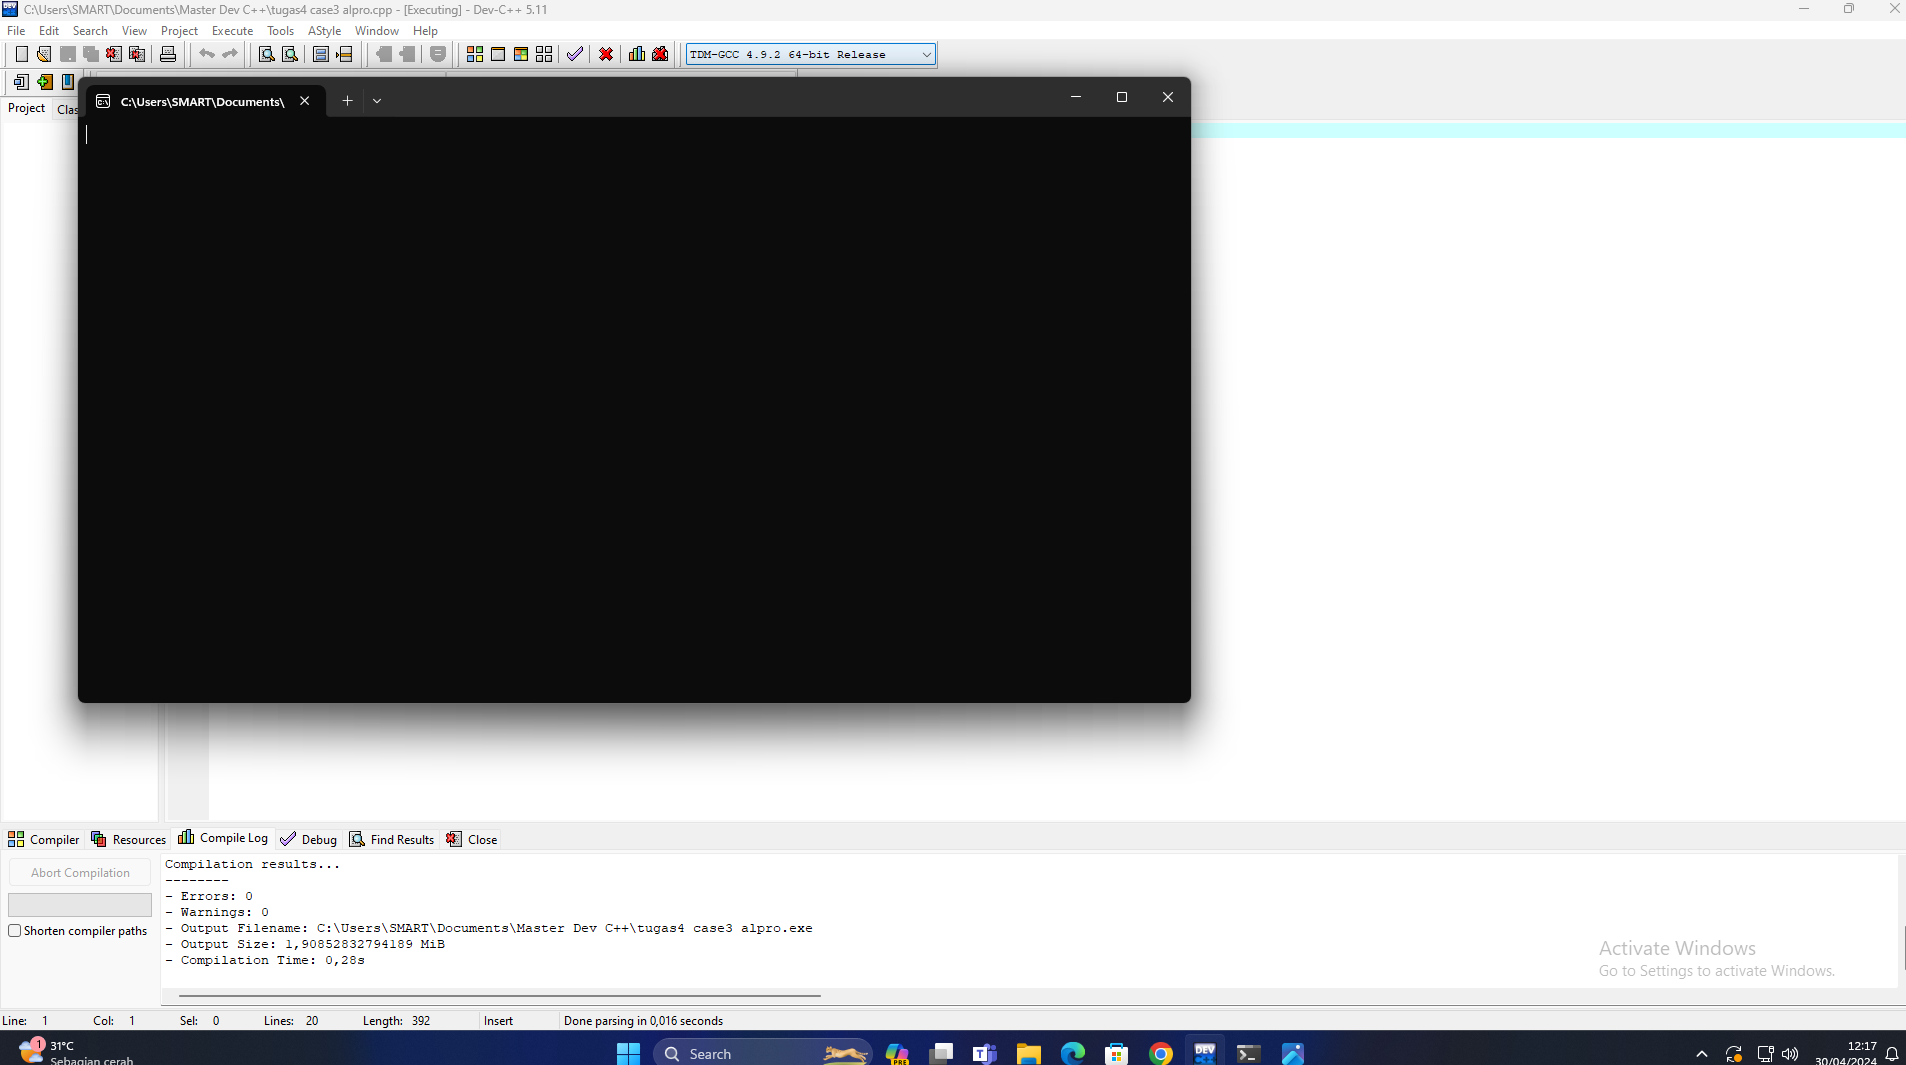 C:\Users\SMART\Documents\Master Dev C++\tugas4 case3 alpro.cpp - [Executing] - Dev-C++ 5.11
File Edit Search View Project Execute Tools AStyle Window Help
TDM-GCC 4.9.2 64-bit Release
Project Clas
C:\Users\SMART\Documents\
Compiler Resources Compile Log Debug Find Results Close
Abort Compilation
Shorten compiler paths
Compilation results...
--------
- Errors: 0
- Warnings: 0
- Output Filename: C:\Users\SMART\Documents\Master Dev C++\tugas4 case3 alpro.exe
- Output Size: 1,90852832794189 MiB
- Compilation Time: 0,28s
Activate Windows
Go to Settings to activate Windows.
Line: 1 Col: 1 Sel: 0 Lines: 20 Length: 392 Insert Done parsing in 0,016 seconds
1
31°C
Sebagian cerah
Search
PRE
DEV
12:17
30/04/2024